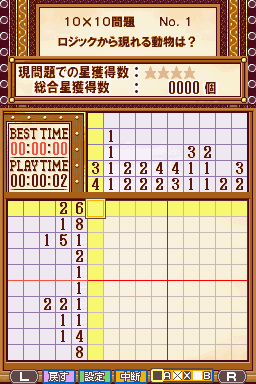 10×10問題 No. 1
ロジックから現れる動物は?
現問題での星獲得数:★★★★
総合星獲得数 : 0000 個
BEST TIME
00:00:00
PLAY TIME
00:00:02
1
1 3 2
3 1 2 2 4 4 1 1 3
4 1 2 2 2 3 1 1 2 2
2 6
1 8
1 5 1
2
1
1
2 2 1
1 1
1 4
8
L 戻す 設定 中断 A X X B R